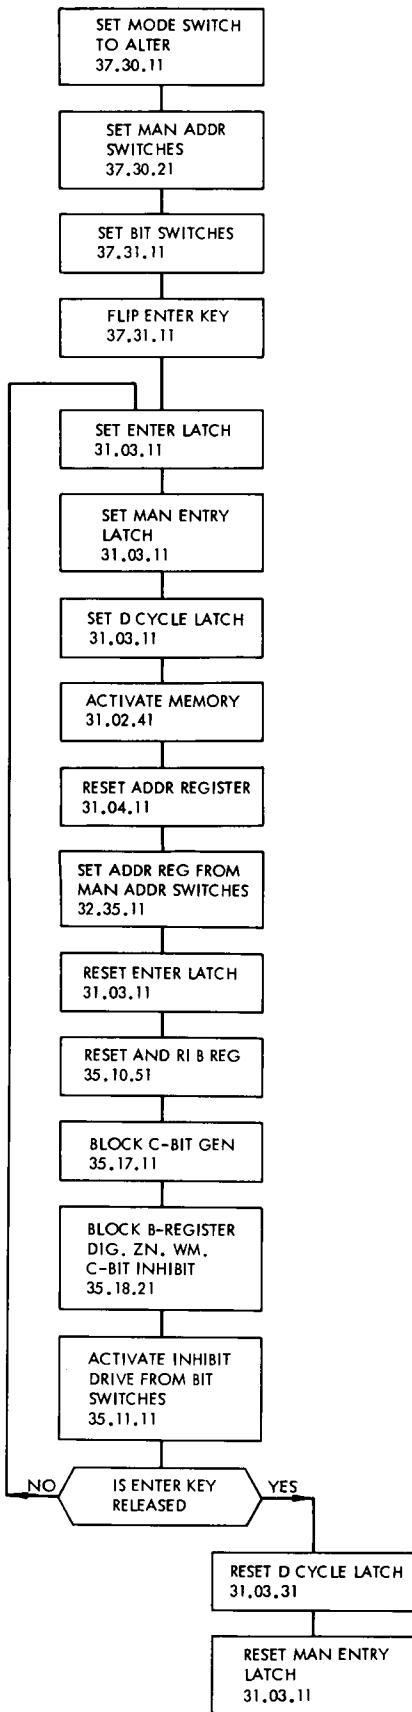 SET MODE SWITCH
TO ALTER
37.30.11
SET MAN ADDR
SWITCHES
37.30.21
SET BIT SWITCHES
37.31.11
FLIP ENTER KEY
37.31.11
SET ENTER LATCH
31.03.11
SET MAN ENTRY
LATCH
31.03.11
SET D CYCLE LATCH
31.03.11
ACTIVATE MEMORY
31.02.41
RESET ADDR REGISTER
31.04.11
SET ADDR REG FROM
MAN ADDR SWITCHES
32.35.11
RESET ENTER LATCH
31.03.11
RESET AND RI B REG
35.10.51
BLOCK C-BIT GEN
35.17.11
BLOCK B-REGISTER
DIG. ZN. WM.
C-BIT INHIBIT
35.18.21
ACTIVATE INHIBIT
DRIVE FROM BIT
SWITCHES
35.11.11
NO
IS ENTER KEY
RELEASED
YES
RESET D CYCLE LATCH
31.03.31
RESET MAN ENTRY
LATCH
31.03.11